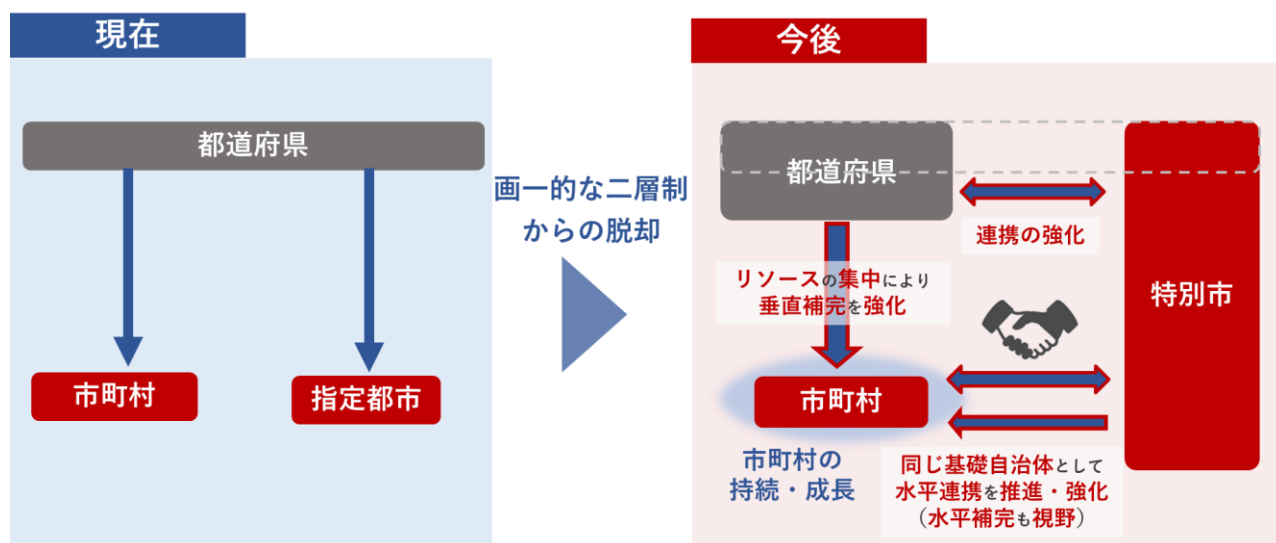 現在
都道府県
市町村
指定都市
画一的な二層制
からの脱却
今後
都道府県
連携の強化
リソースの集中により
垂直補完を強化
特別市
市町村
市町村の
持続・成長
同じ基礎自治体として
水平連携を推進・強化
（水平補完も視野）